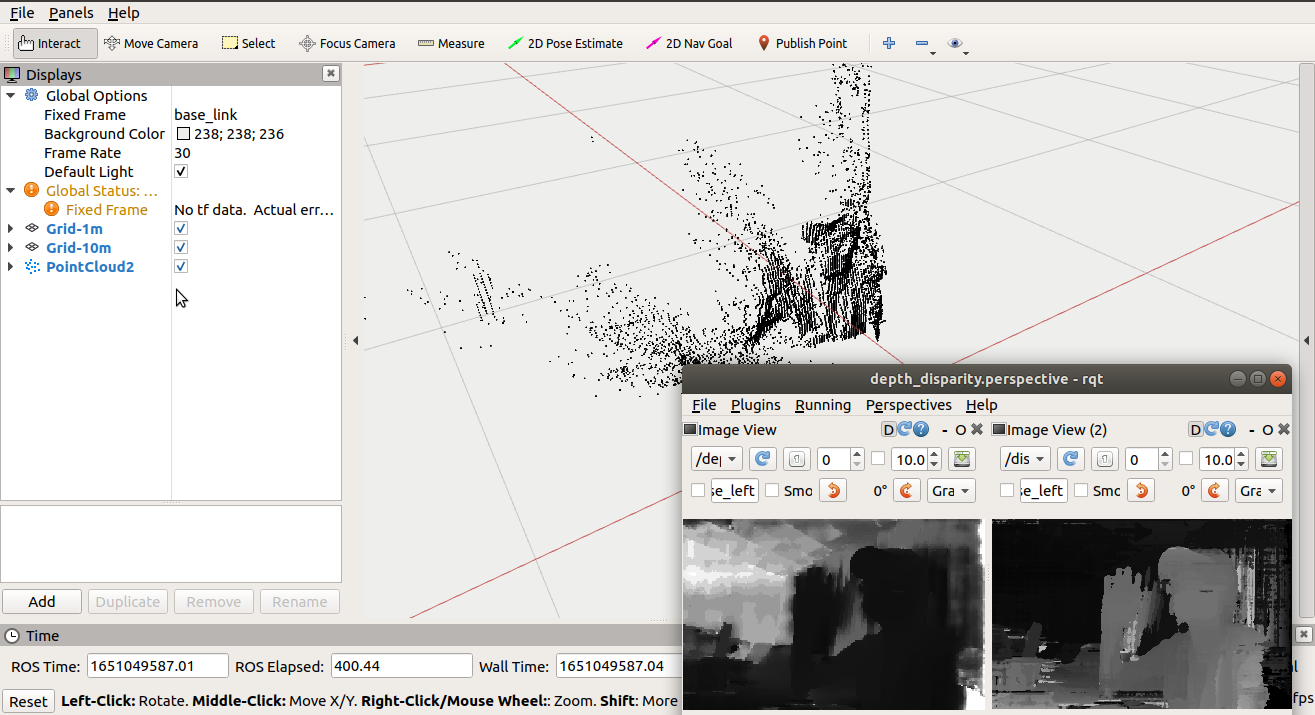 File Panels Help
Interact Move Camera Select Focus Camera Measure 2D Pose Estimate 2D Nav Goal Publish Point
Displays
Global Options
Fixed Frame base_link
Background Color 238; 238; 236
Frame Rate 30
Default Light
Global Status: ...
Fixed Frame No tf data. Actual err...
Grid-1m
Grid-10m
PointCloud2
Add Duplicate Remove Rename
depth_disparity.perspective - rqt
File Plugins Running Perspectives Help
Image View D - O Image View (2) D - O
/de 0 10.0 /dis 0 10.0
se_left Smo 0° Gra se_left Smc 0° Gra
Time
ROS Time: 1651049587.01 ROS Elapsed: 400.44 Wall Time: 1651049587.04
Reset Left-Click: Rotate. Middle-Click: Move X/Y. Right-Click/Mouse Wheel:: Zoom. Shift: More fps